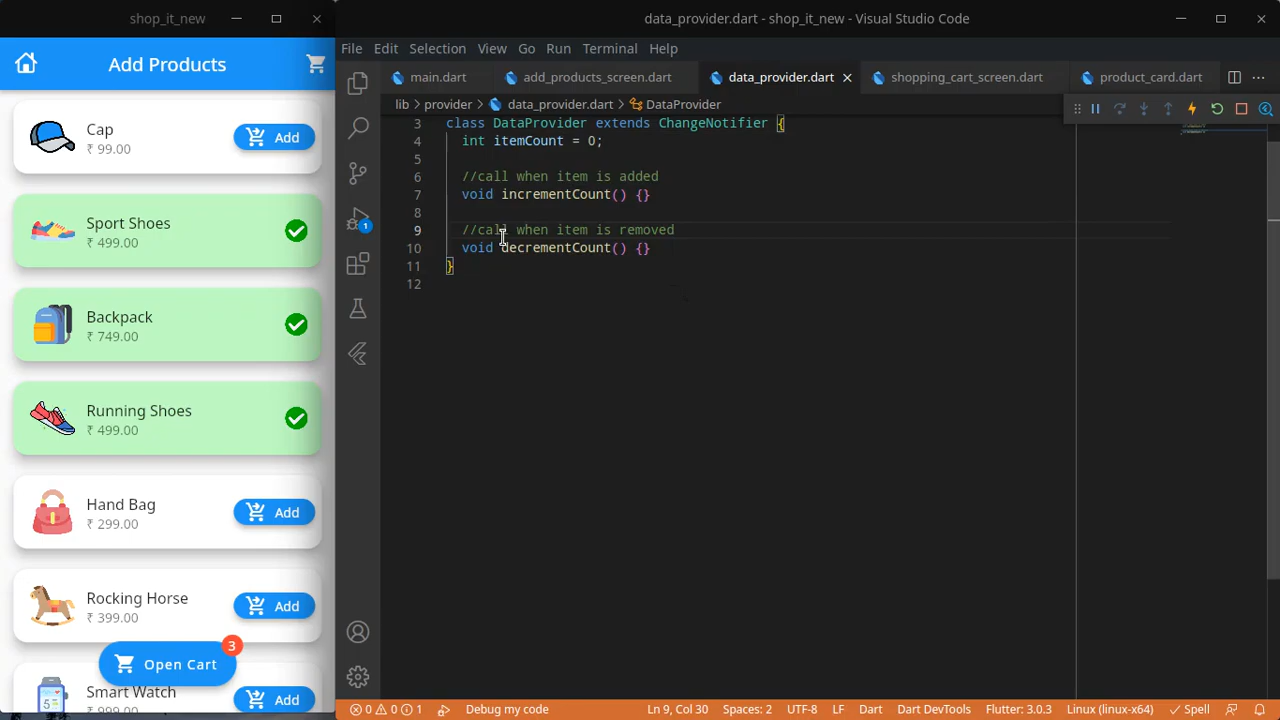 shop_it_new
Add Products
Cap
₹ 99.00
Add
Sport Shoes
₹ 499.00
Backpack
₹ 749.00
Running Shoes
₹ 499.00
Hand Bag
₹ 299.00
Add
Rocking Horse
₹ 399.00
Add
3
Open Cart
Smart Watch
₹ 999.00
Add
data_provider.dart - shop_it_new - Visual Studio Code
File Edit Selection View Go Run Terminal Help
main.dart add_products_screen.dart data_provider.dart shopping_cart_screen.dart product_card.dart
lib > provider > data_provider.dart > DataProvider
1
3 class DataProvider extends ChangeNotifier {
4 int itemCount = 0;
5
6 //call when item is added
7 void incrementCount() {}
8
9 //call when item is removed
10 void decrementCount() {}
11 }
12
0 0 1 Debug my code Ln 9, Col 30 Spaces: 2 UTF-8 LF Dart Dart DevTools Flutter: 3.0.3 Linux (linux-x64) Spell